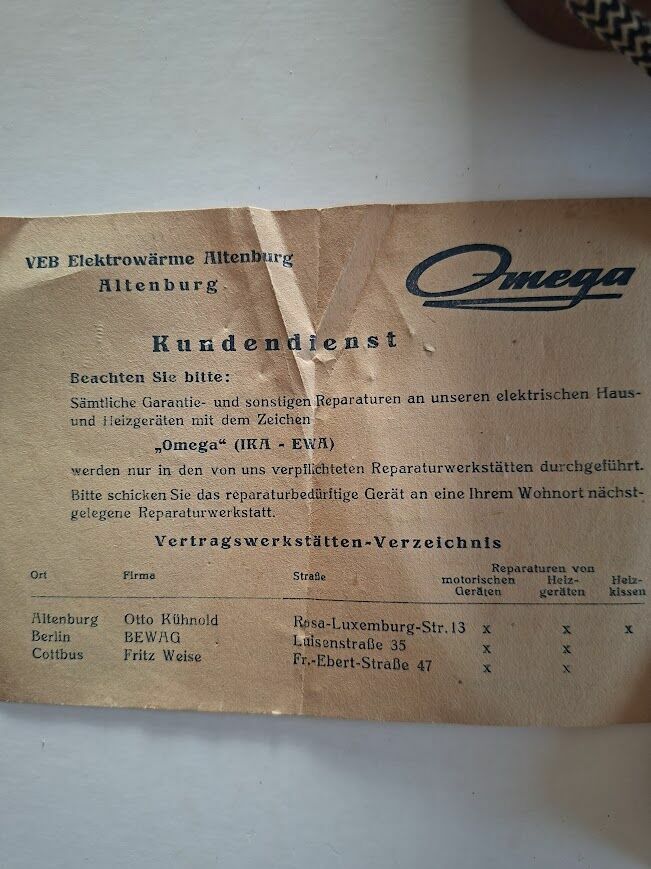 VEB Elektrowärme Altenburg
Altenburg
Omega
Kundendienst
Beachten Sie bitte:
Sämtliche Garantie- und sonstigen Reparaturen an unseren elektrischen Haus-
und Heizgeräten mit dem Zeichen
„Omega“ (IKA - EWA)
werden nur in den von uns verpflichteten Reparaturwerkstätten durchgeführt.
Bitte schicken Sie das reparaturbedürftige Gerät an eine Ihrem Wohnort nächst-
gelegene Reparaturwerkstatt.
Vertragswerkstätten-Verzeichnis
Reparaturen von
Ort Firma Straße motorischen Heiz- Heiz-
Geräten geräten kissen
Altenburg Otto Kühnold Rosa-Luxemburg-Str. 13 x x x
Berlin BEWAG Luisenstraße 35 x x
Cottbus Fritz Weise Fr.-Ebert-Straße 47 x x